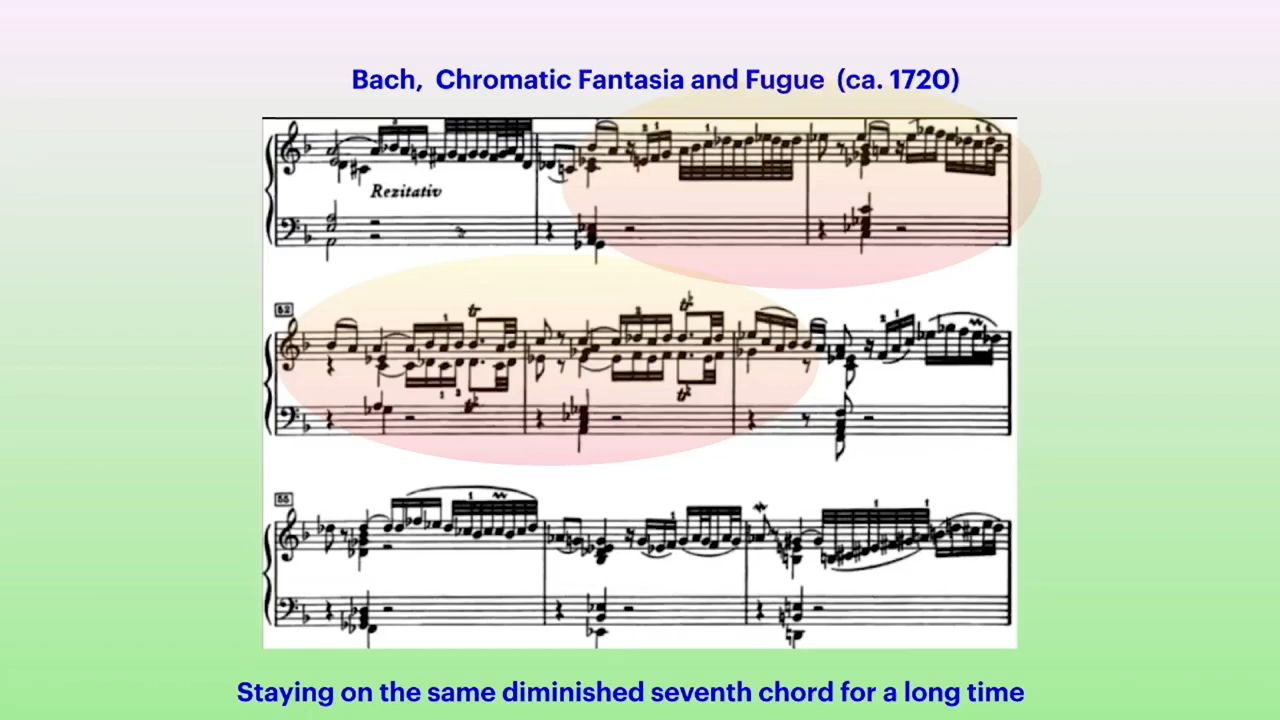 Bach, Chromatic Fantasia and Fugue (ca. 1720)
Rezitativ
52
55
Staying on the same diminished seventh chord for a long time